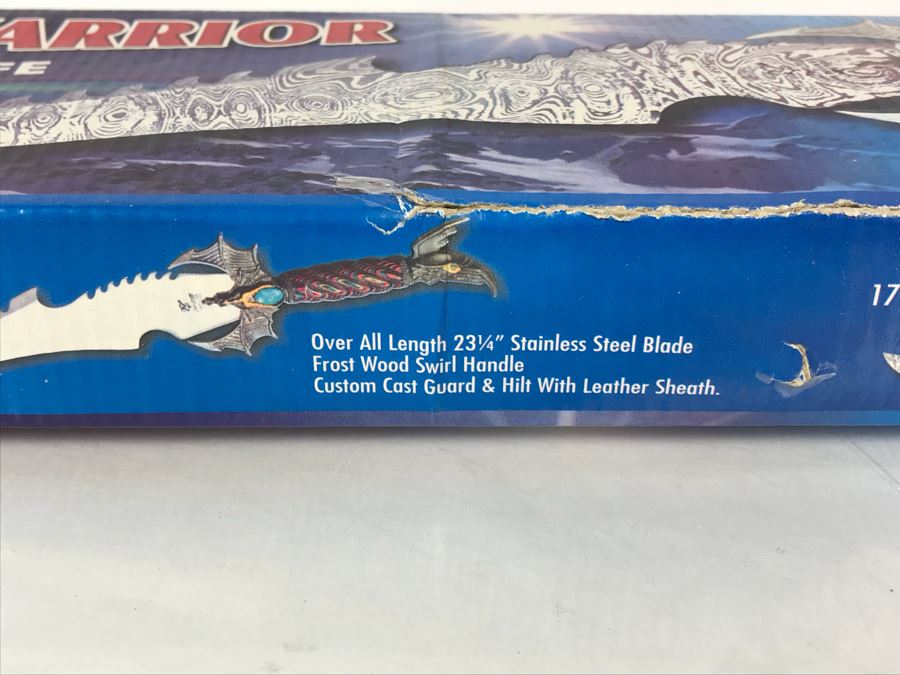 ARRIOR
FE
17
Over All Length 23¼” Stainless Steel Blade
Frost Wood Swirl Handle
Custom Cast Guard & Hilt With Leather Sheath.